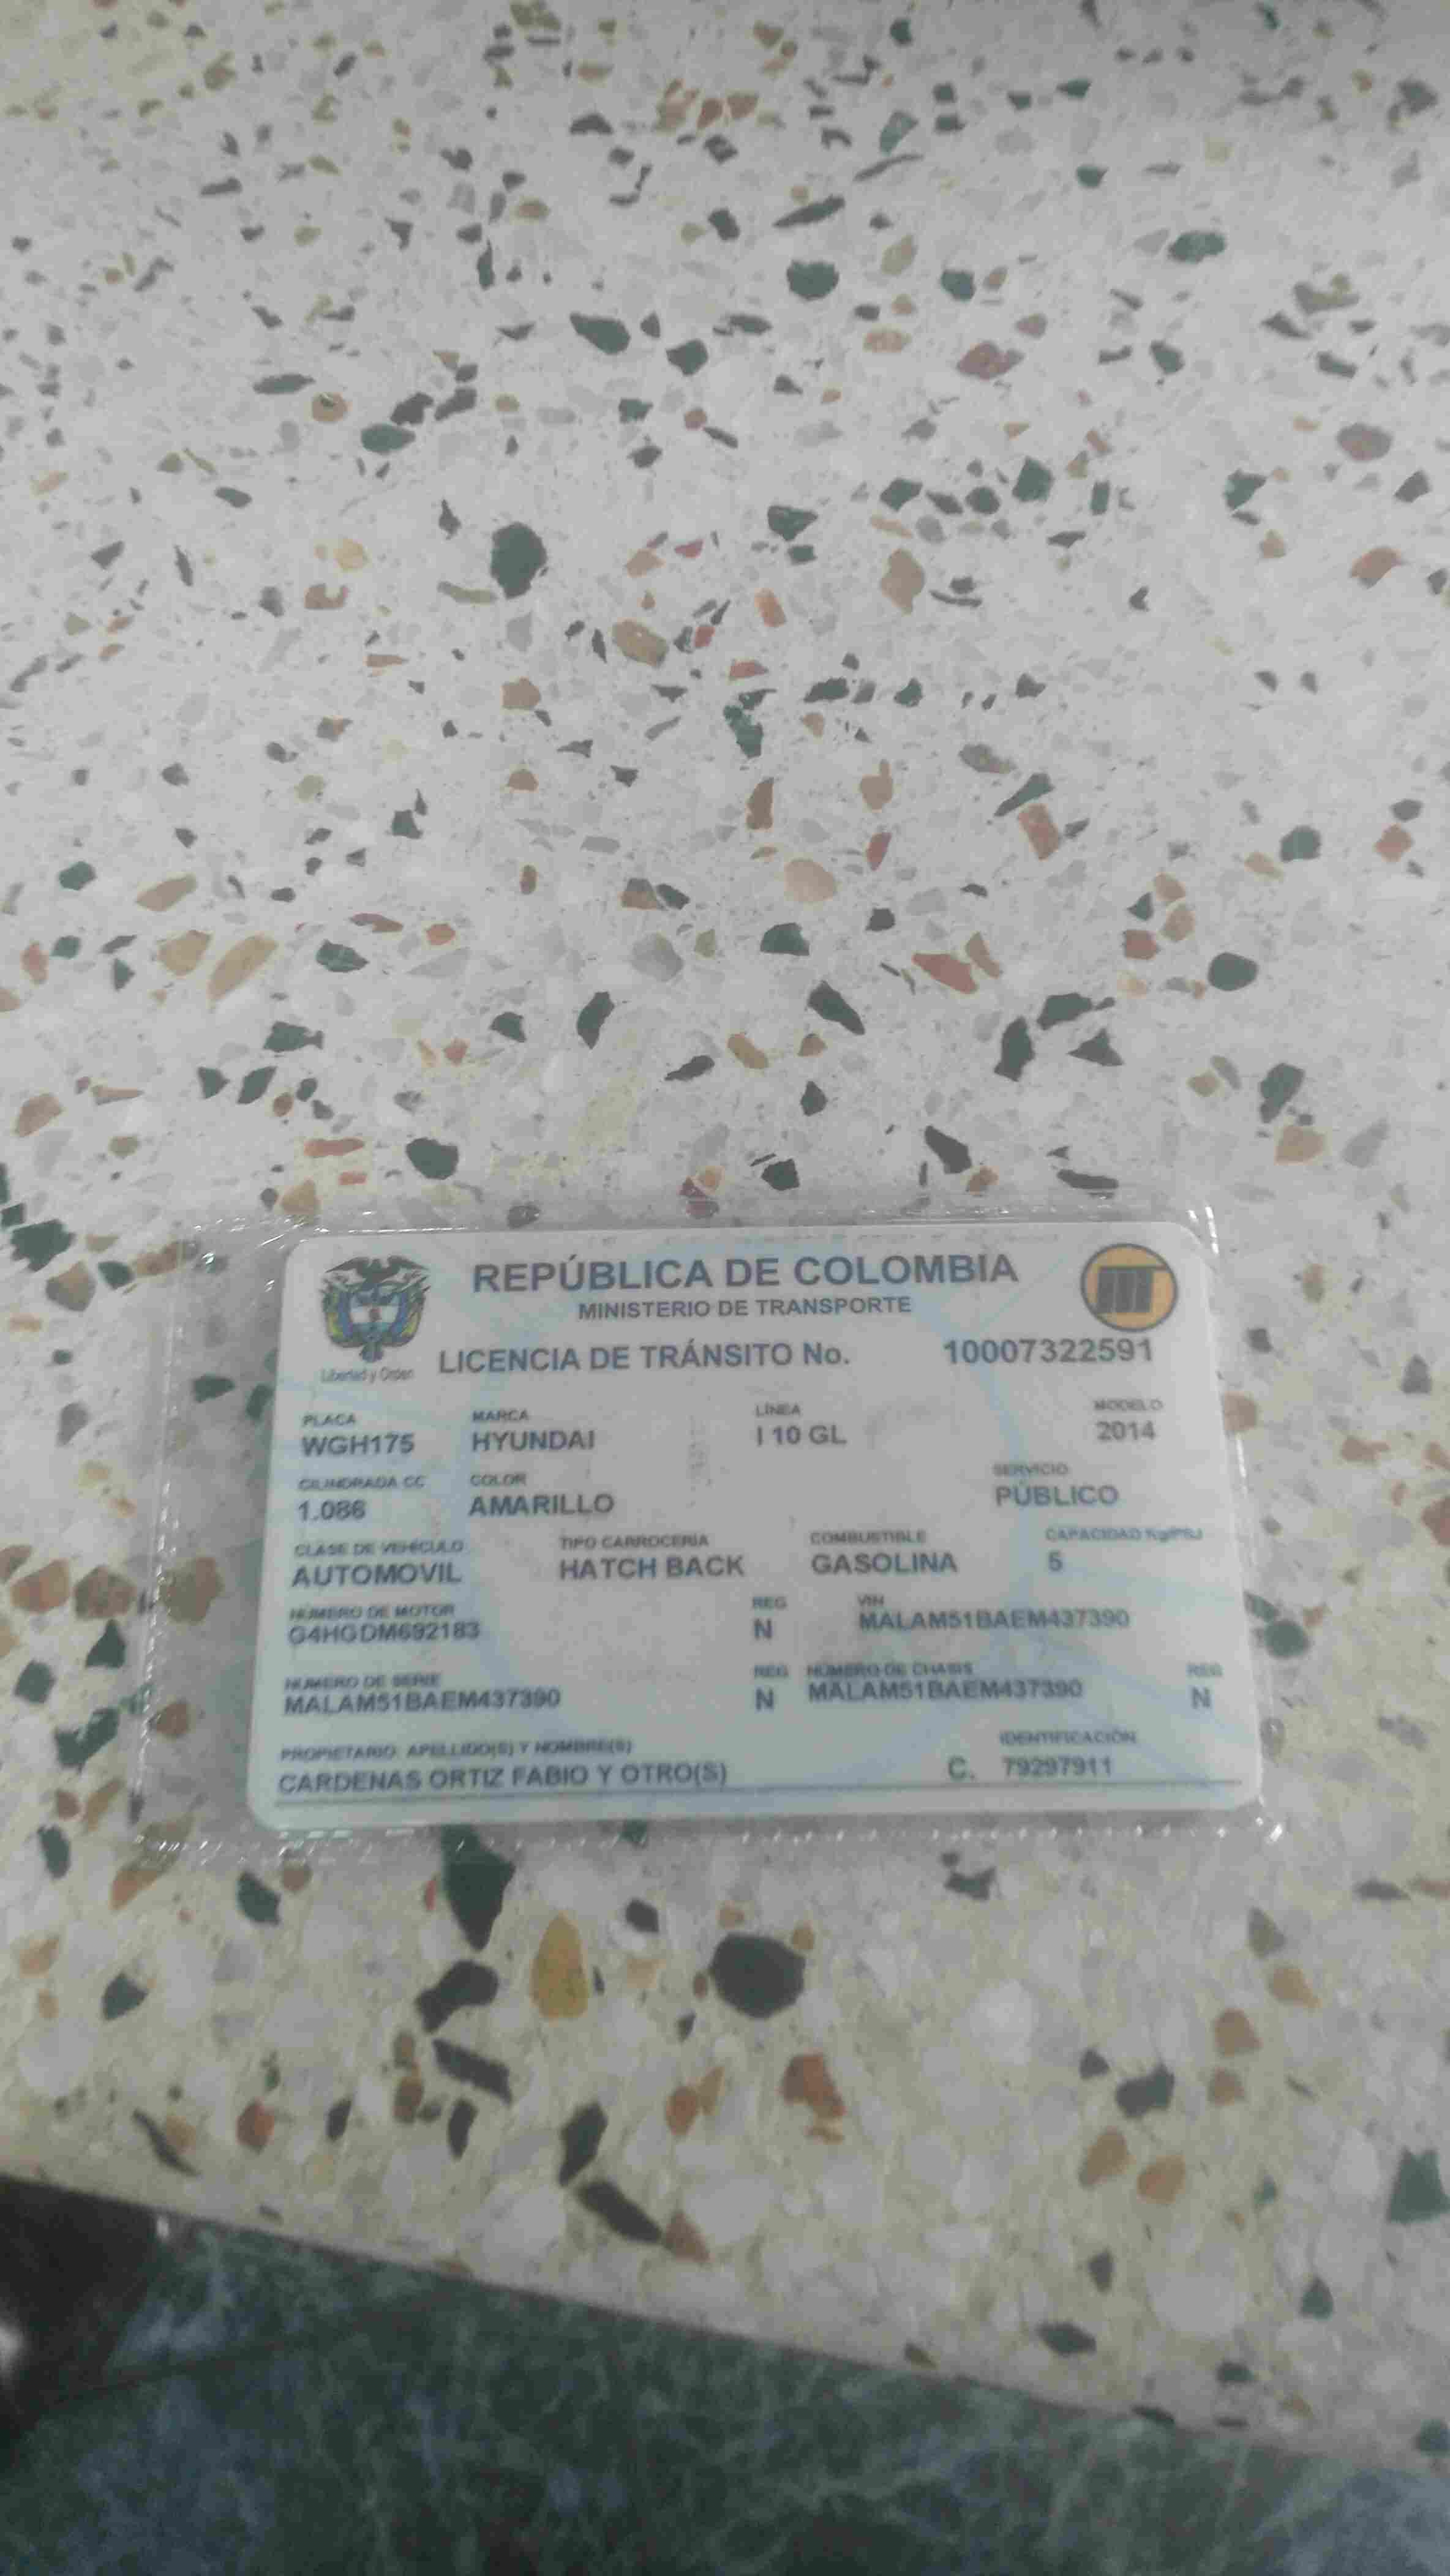 REPÚBLICA DE COLOMBIA
MINISTERIO DE TRANSPORTE
Libertad y Orden
LICENCIA DE TRÁNSITO No. 10007322591
PLACA MARCA LÍNEA MODELO
WGH175 HYUNDAI I 10 GL 2014
CILINDRADA CC COLOR SERVICIO
1.086 AMARILLO PÚBLICO
CLASE DE VEHÍCULO TIPO CARROCERÍA COMBUSTIBLE CAPACIDAD Kg/PSJ
AUTOMOVIL HATCH BACK GASOLINA 5
NÚMERO DE MOTOR REG VIN
G4HGDM692183 N MALAM51BAEM437390
NÚMERO DE SERIE REG NÚMERO DE CHASIS REG
MALAM51BAEM437390 N MALAM51BAEM437390 N
PROPIETARIO: APELLIDO(S) Y NOMBRE(S) IDENTIFICACIÓN
CARDENAS ORTIZ FABIO Y OTRO(S) C. 79297911